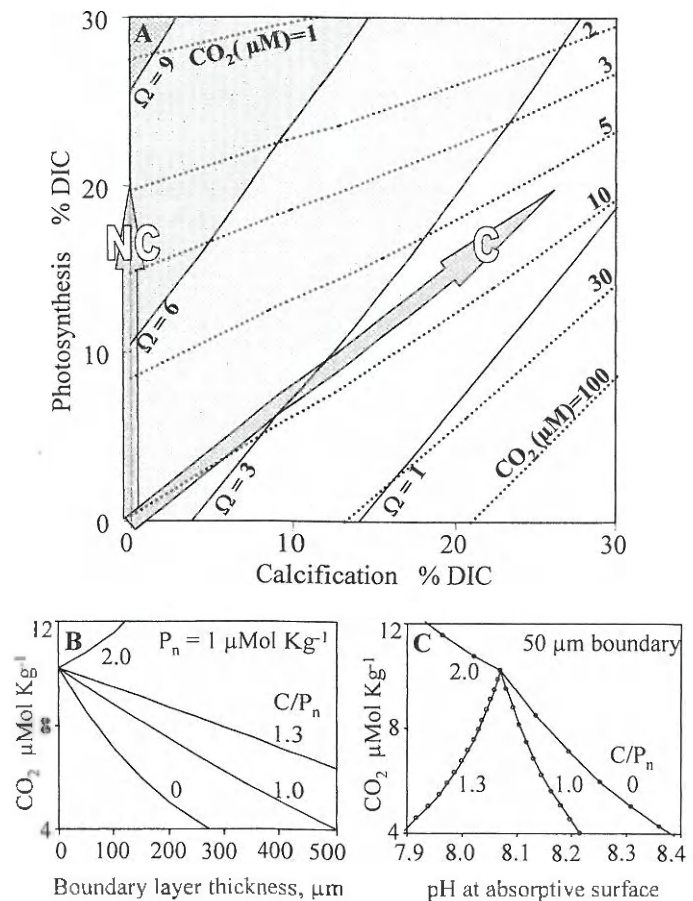 A
30
20
10
0
Photosynthesis % DIC
CO₂(µM)=1
2
3
5
10
30
CO₂(µM)=100
Ω = 9
Ω = 6
Ω = 3
Ω = 1
NC
C
0
10
20
30
Calcification % DIC
B
Pₙ = 1 µMol Kg⁻¹
12
8
4
CO₂ µMol Kg⁻¹
2.0
C/Pₙ
1.3
1.0
0
0 100 200 300 400 500
Boundary layer thickness, µm
C
50 µm boundary
12
8
4
CO₂ µMol Kg⁻¹
2.0
C/Pₙ
1.3
1.0
0
7.9 8.0 8.1 8.2 8.3 8.4
pH at absorptive surface